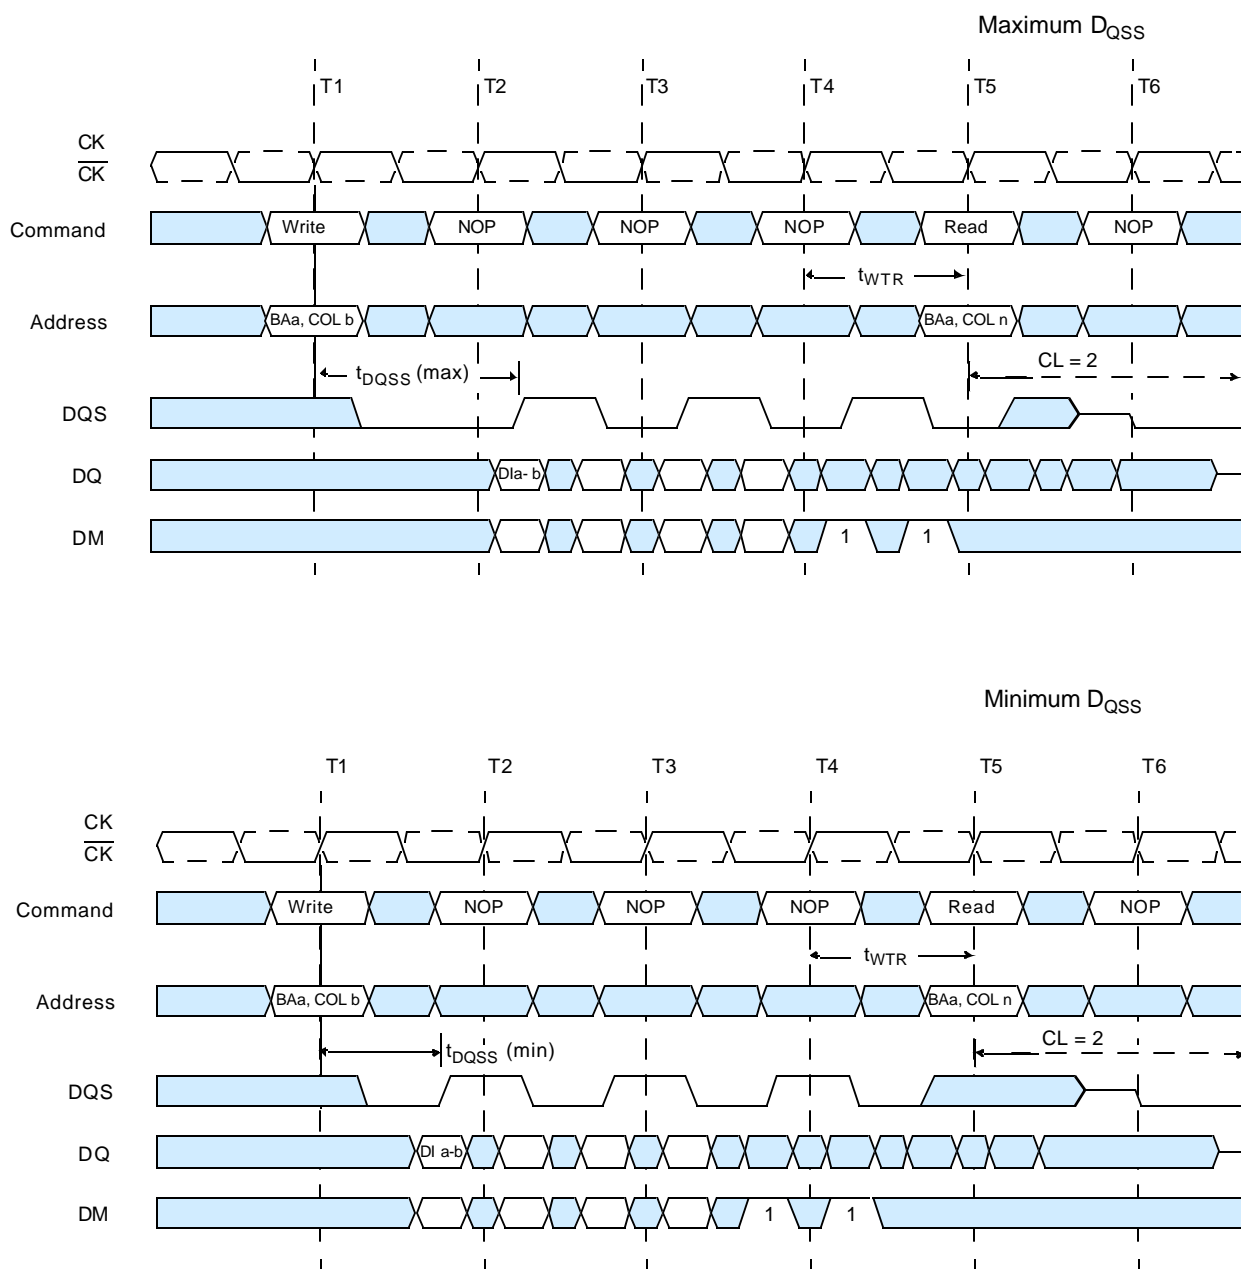 Maximum DQSS
T1 T2 T3 T4 T5 T6
CK
CK
Command Write NOP NOP NOP Read NOP
tWTR
Address BAa, COL b BAa, COL n
tDQSS (max) CL = 2
DQS
DQ DIa- b
DM 1 1
Minimum DQSS
T1 T2 T3 T4 T5 T6
CK
CK
Command Write NOP NOP NOP Read NOP
tWTR
Address BAa, COL b BAa, COL n
tDQSS (min) CL = 2
DQS
DQ DI a-b
DM 1 1